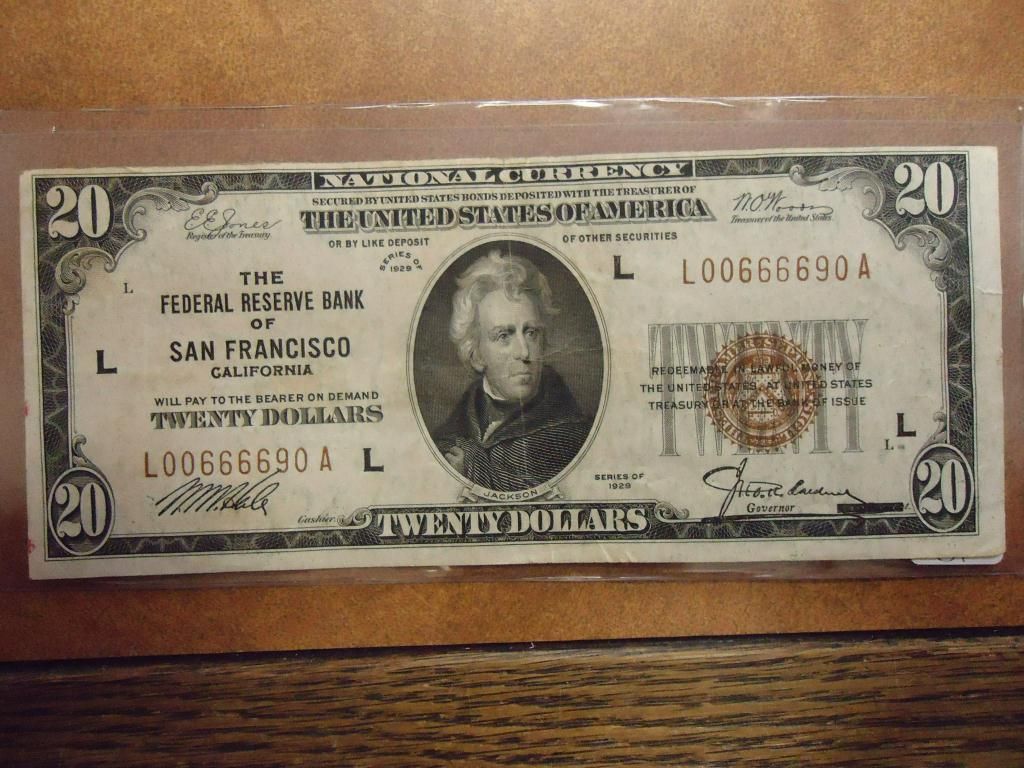 NATIONAL CURRENCY
SECURED BY UNITED STATES BONDS DEPOSITED WITH THE TREASURER OF
THE UNITED STATES OF AMERICA
OR BY LIKE DEPOSIT OF OTHER SECURITIES
20
20
E E Jones
Register of the Treasury
W.O. Woods
Treasurer of the United States
SERIES OF
1929
L
L00666690A
L
THE
FEDERAL RESERVE BANK
OF
SAN FRANCISCO
CALIFORNIA
L
WILL PAY TO THE BEARER ON DEMAND
TWENTY DOLLARS
TWENTY
REDEEMABLE IN LAWFUL MONEY OF
THE UNITED STATES AT UNITED STATES
TREASURY OR AT THE BANK OF ISSUE
L
L
L00666690A
L
SERIES OF
1929
JACKSON
Cashier
Governor
20
TWENTY DOLLARS
20